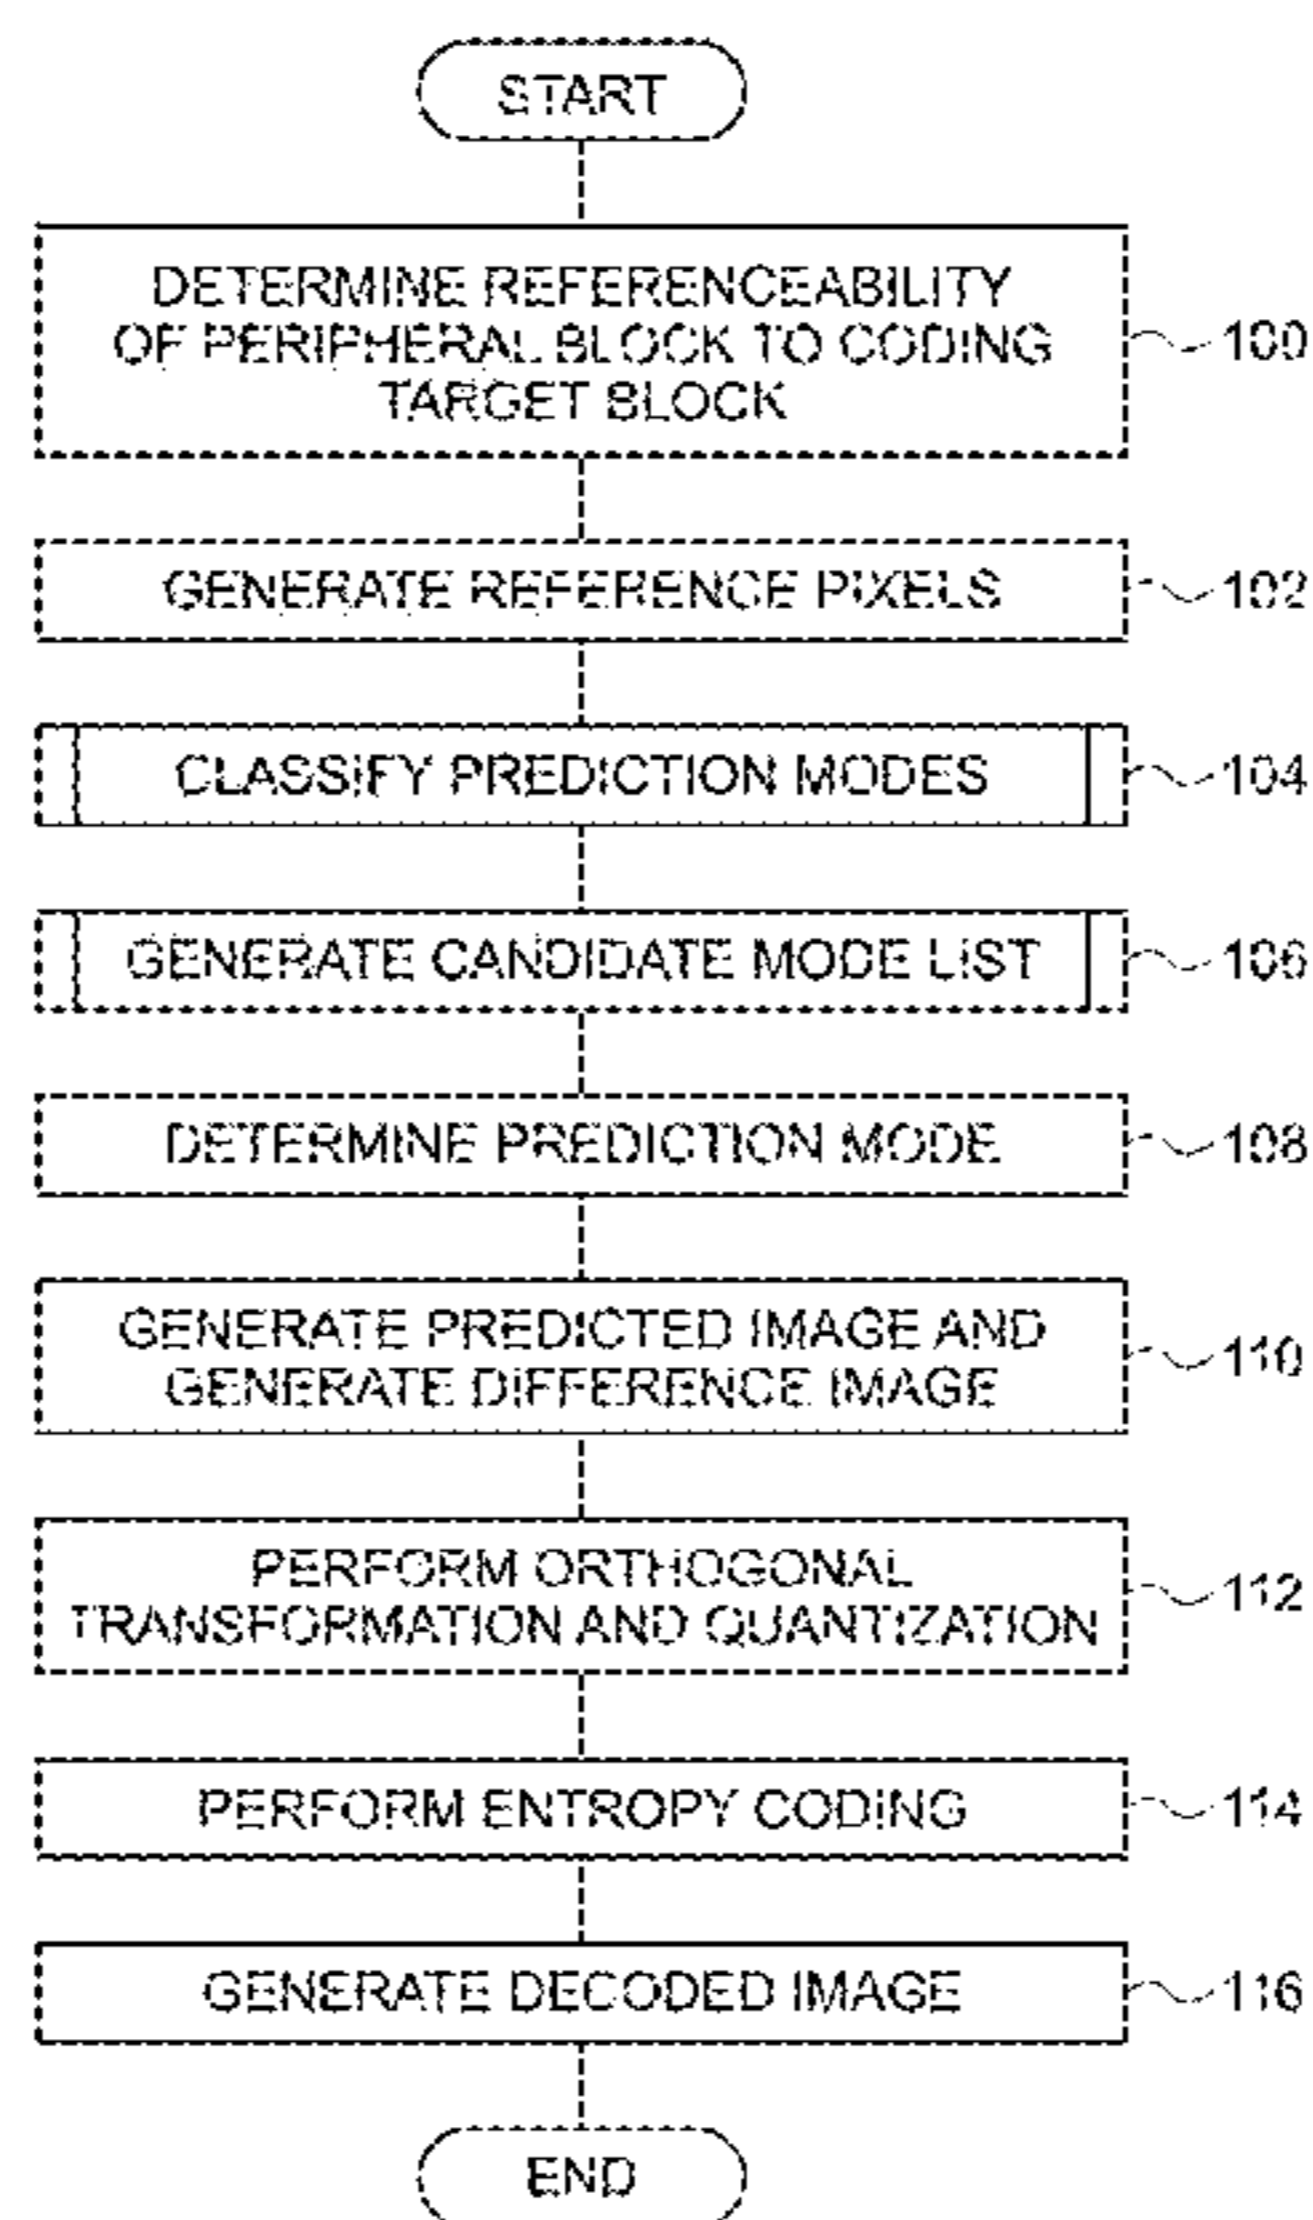 START
DETERMINE REFERENCEABILITY
OF PERIPHERAL BLOCK TO CODING
TARGET BLOCK
100
GENERATE REFERENCE PIXELS
102
CLASSIFY PREDICTION MODES
104
GENERATE CANDIDATE MODE LIST
106
DETERMINE PREDICTION MODE
108
GENERATE PREDICTED IMAGE AND
GENERATE DIFFERENCE IMAGE
110
PERFORM ORTHOGONAL
TRANSFORMATION AND QUANTIZATION
112
PERFORM ENTROPY CODING
114
GENERATE DECODED IMAGE
116
END